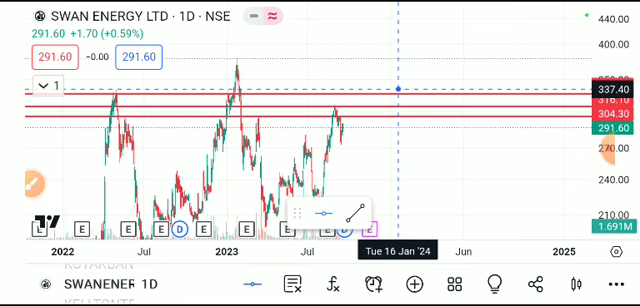 SWAN ENERGY LTD · 1D · NSE
291.60 +1.70 (+0.59%)
291.60 −0.00 291.60
1
440.00
400.00
337.40
316.10
304.30
291.60
270.00
240.00
210.00
1.691M
E E E E D E E E E D E
2022 Jul 2023 Jul Tue 16 Jan '24 Jun 2025
SWANENER 1D